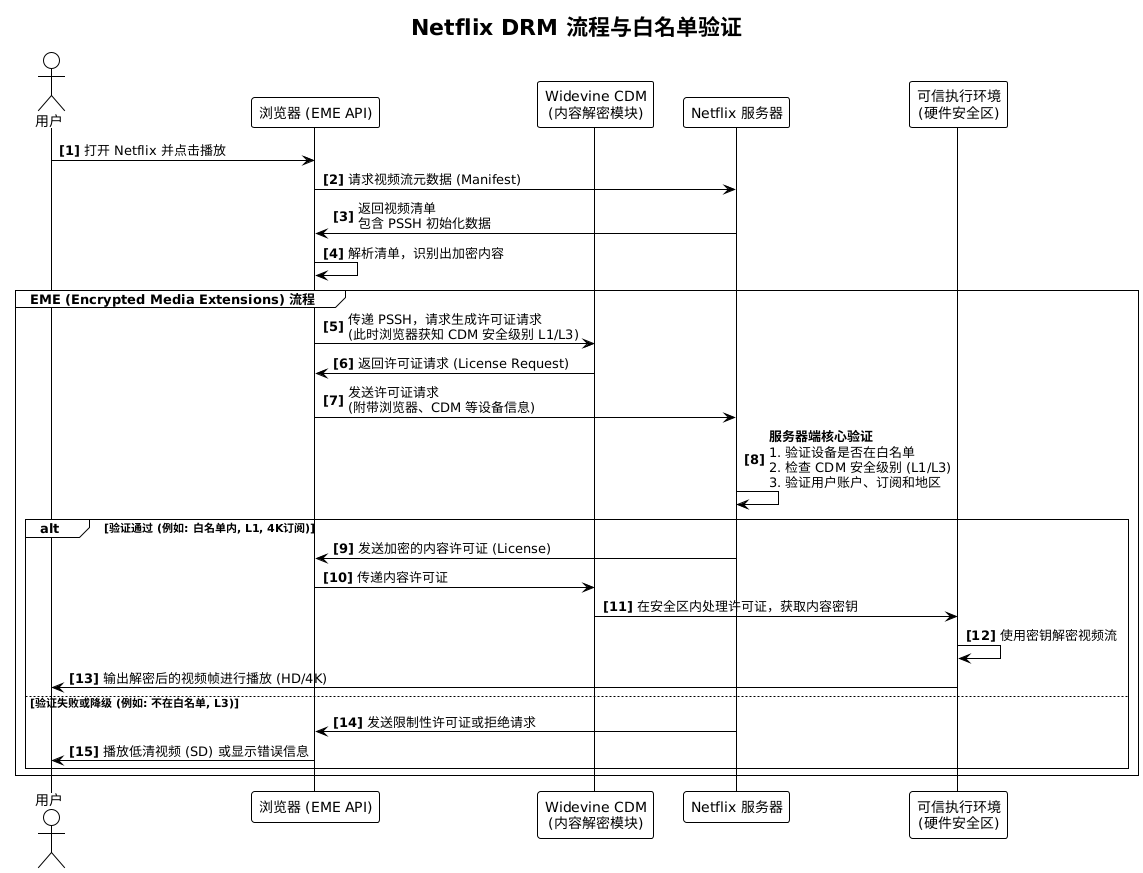 Netflix DRM 流程与白名单验证
用户
浏览器 (EME API)
Widevine CDM
(内容解密模块)
Netflix 服务器
可信执行环境
(硬件安全区)
[1] 打开 Netflix 并点击播放
[2] 请求视频流元数据 (Manifest)
[3] 返回视频清单
包含 PSSH 初始化数据
[4] 解析清单，识别出加密内容
EME (Encrypted Media Extensions) 流程
[5] 传递 PSSH，请求生成许可证请求
(此时浏览器获知 CDM 安全级别 L1/L3)
[6] 返回许可证请求 (License Request)
[7] 发送许可证请求
(附带浏览器、CDM 等设备信息)
[8] 服务器端核心验证
1. 验证设备是否在白名单
2. 检查 CDM 安全级别 (L1/L3)
3. 验证用户账户、订阅和地区
alt [验证通过 (例如: 白名单内, L1, 4K订阅)]
[9] 发送加密的内容许可证 (License)
[10] 传递内容许可证
[11] 在安全区内处理许可证，获取内容密钥
[12] 使用密钥解密视频流
[13] 输出解密后的视频帧进行播放 (HD/4K)
[验证失败或降级 (例如: 不在白名单, L3)]
[14] 发送限制性许可证或拒绝请求
[15] 播放低清视频 (SD) 或显示错误信息
用户
浏览器 (EME API)
Widevine CDM
(内容解密模块)
Netflix 服务器
可信执行环境
(硬件安全区)